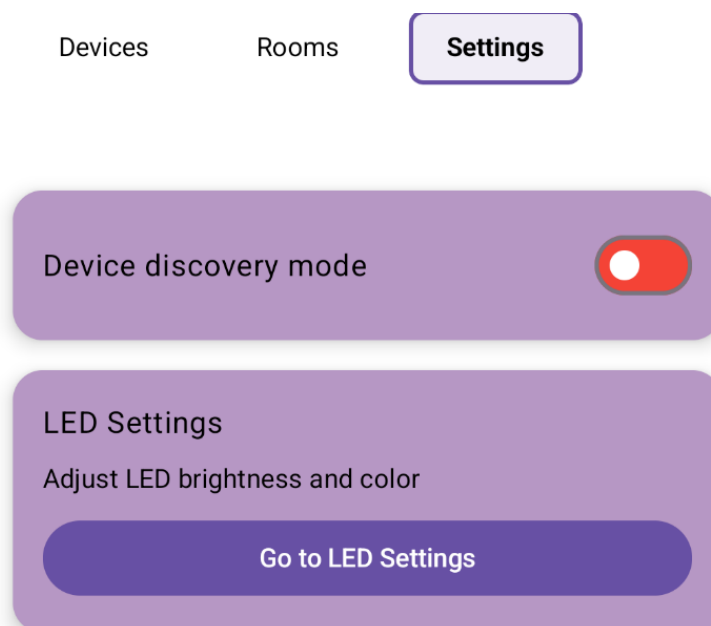 Devices Rooms Settings
Device discovery mode
LED Settings
Adjust LED brightness and color
Go to LED Settings